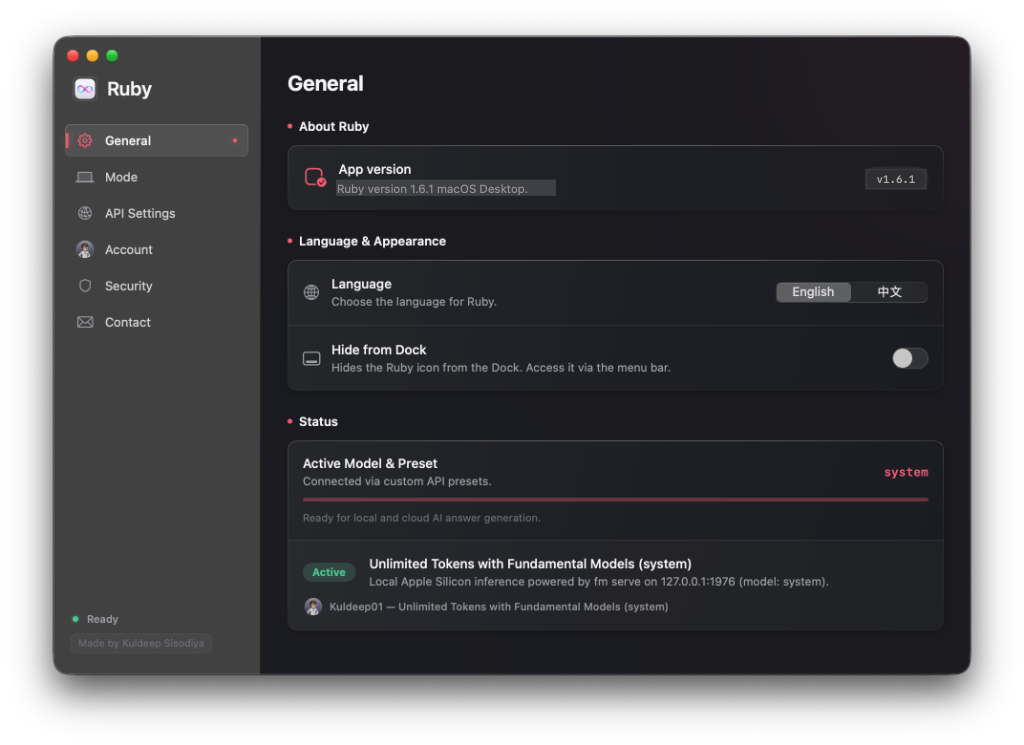 Ruby
General
Mode
API Settings
Account
Security
Contact
Ready
Made by Kuldeep Sisodiya
General
About Ruby
App version
Ruby version 1.6.1 macOS Desktop.
v1.6.1
Language & Appearance
Language
Choose the language for Ruby.
English
中文
Hide from Dock
Hides the Ruby icon from the Dock. Access it via the menu bar.
Status
Active Model & Preset
Connected via custom API presets.
system
Ready for local and cloud AI answer generation.
Active
Unlimited Tokens with Fundamental Models (system)
Local Apple Silicon inference powered by fm serve on 127.0.0.1:1976 (model: system).
Kuldeep01 — Unlimited Tokens with Fundamental Models (system)